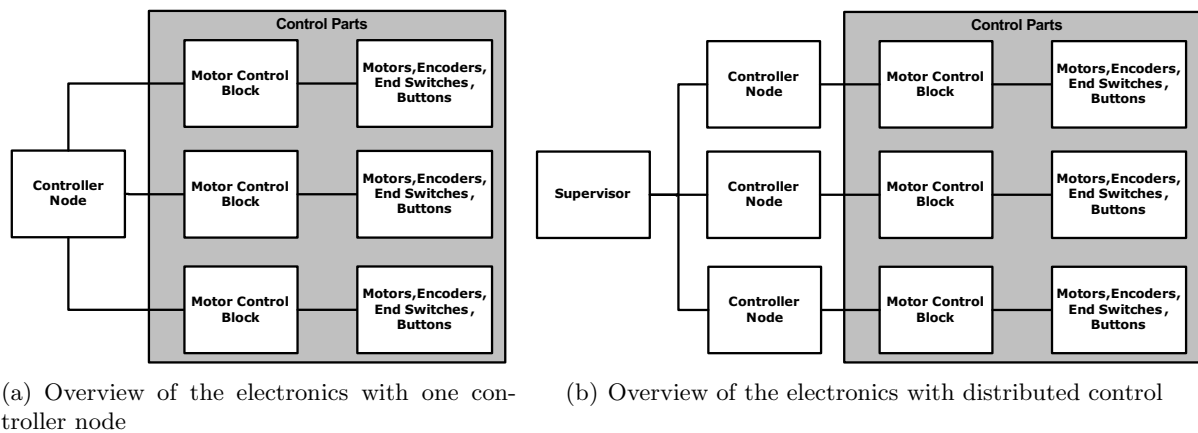 Control Parts
Motor Control
Block
Motors,Encoders,
End Switches,
Buttons
Controller
Node
Motor Control
Block
Motors,Encoders,
End Switches,
Buttons
Motor Control
Block
Motors,Encoders,
End Switches,
Buttons
(a) Overview of the electronics with one con-
troller node
Control Parts
Controller
Node
Motor Control
Block
Motors,Encoders,
End Switches,
Buttons
Supervisor
Controller
Node
Motor Control
Block
Motors,Encoders,
End Switches,
Buttons
Controller
Node
Motor Control
Block
Motors,Encoders,
End Switches,
Buttons
(b) Overview of the electronics with distributed control